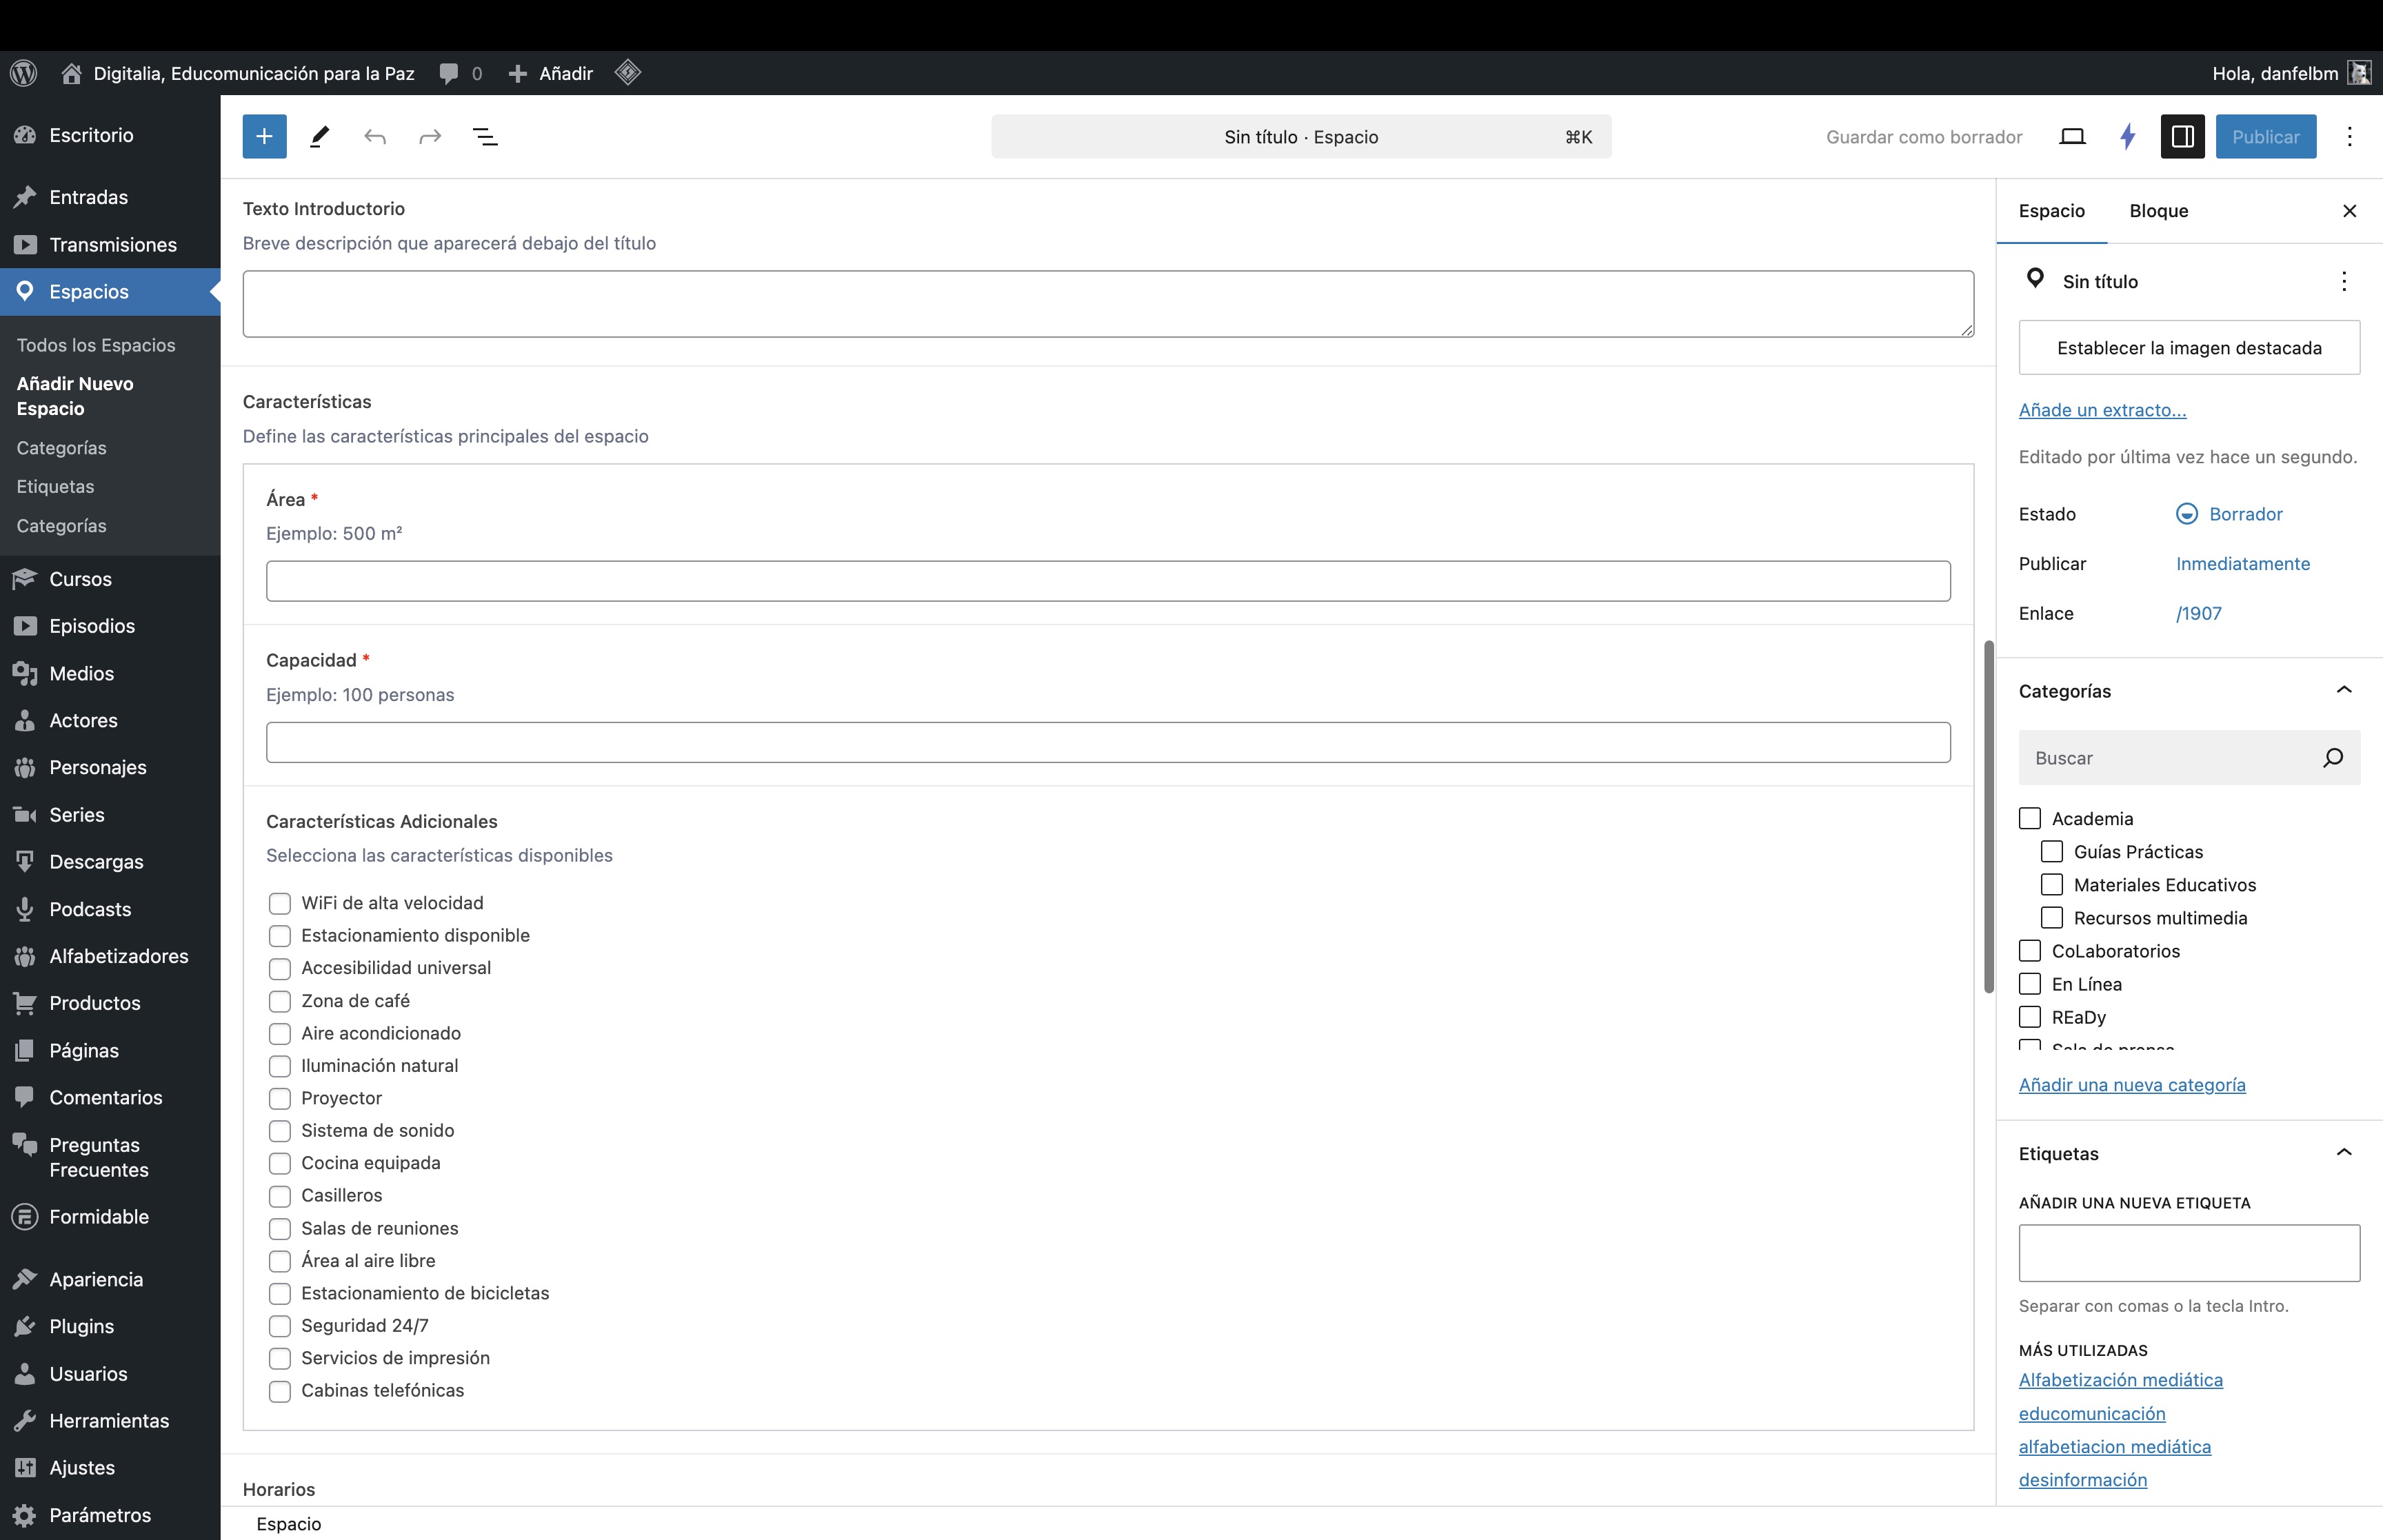 Digitalia, Educomunicación para la Paz
0
Añadir
Hola, danfelbm
Escritorio
Entradas
Transmisiones
Espacios
Todos los Espacios
Añadir Nuevo
Espacio
Categorías
Etiquetas
Categorías
Cursos
Episodios
Medios
Actores
Personajes
Series
Descargas
Podcasts
Alfabetizadores
Productos
Páginas
Comentarios
Preguntas
Frecuentes
Formidable
Apariencia
Plugins
Usuarios
Herramientas
Ajustes
Parámetros
Sin título · Espacio
⌘K
Guardar como borrador
Publicar
Texto Introductorio
Breve descripción que aparecerá debajo del título
Características
Define las características principales del espacio
Área *
Ejemplo: 500 m²
Capacidad *
Ejemplo: 100 personas
Características Adicionales
Selecciona las características disponibles
WiFi de alta velocidad
Estacionamiento disponible
Accesibilidad universal
Zona de café
Aire acondicionado
Iluminación natural
Proyector
Sistema de sonido
Cocina equipada
Casilleros
Salas de reuniones
Área al aire libre
Estacionamiento de bicicletas
Seguridad 24/7
Servicios de impresión
Cabinas telefónicas
Horarios
Espacio
Espacio
Bloque
Sin título
Establecer la imagen destacada
Añade un extracto...
Editado por última vez hace un segundo.
Estado
Borrador
Publicar
Inmediatamente
Enlace
/1907
Categorías
Buscar
Academia
Guías Prácticas
Materiales Educativos
Recursos multimedia
CoLaboratorios
En Línea
REaDy
Sala de prensa
Añadir una nueva categoría
Etiquetas
AÑADIR UNA NUEVA ETIQUETA
Separar con comas o la tecla Intro.
MÁS UTILIZADAS
Alfabetización mediática
educomunicación
alfabetiacion mediática
desinformación